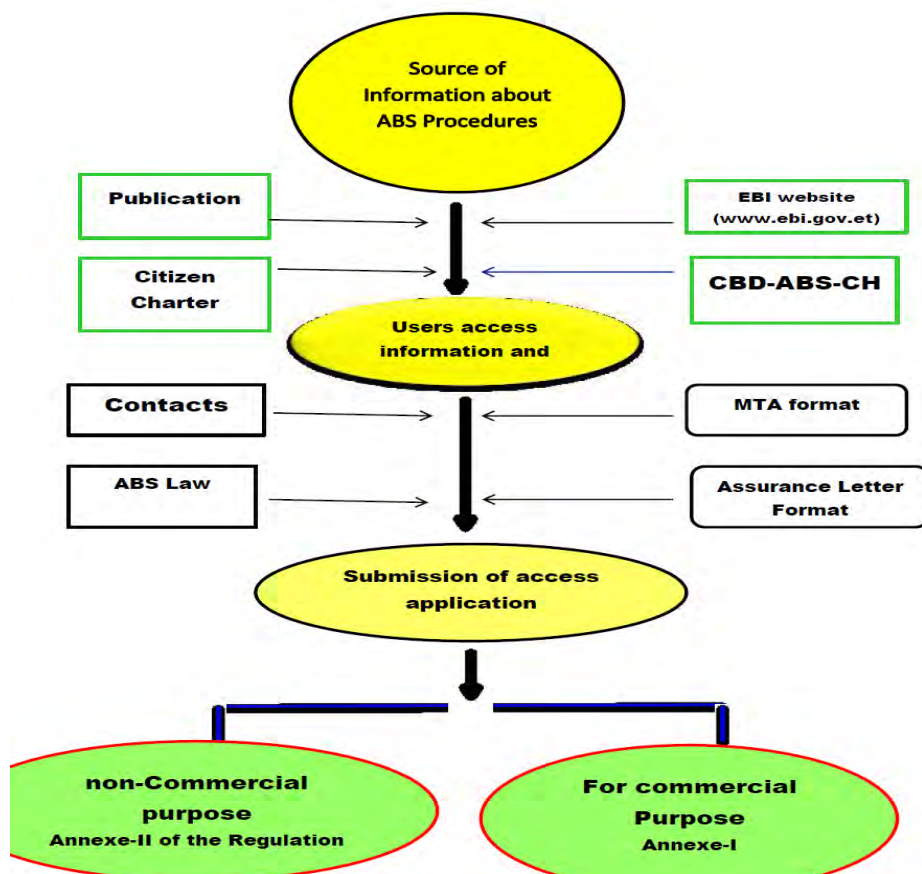 Source of
Information about
ABS Procedures
Publication
EBI website
(www.ebi.gov.et)
Citizen
Charter
CBD-ABS-CH
Users access
information and
Contacts
MTA format
ABS Law
Assurance Letter
Format
Submission of access
application
non-Commercial
purpose
Annexe-II of the Regulation
For commercial
Purpose
Annexe-I